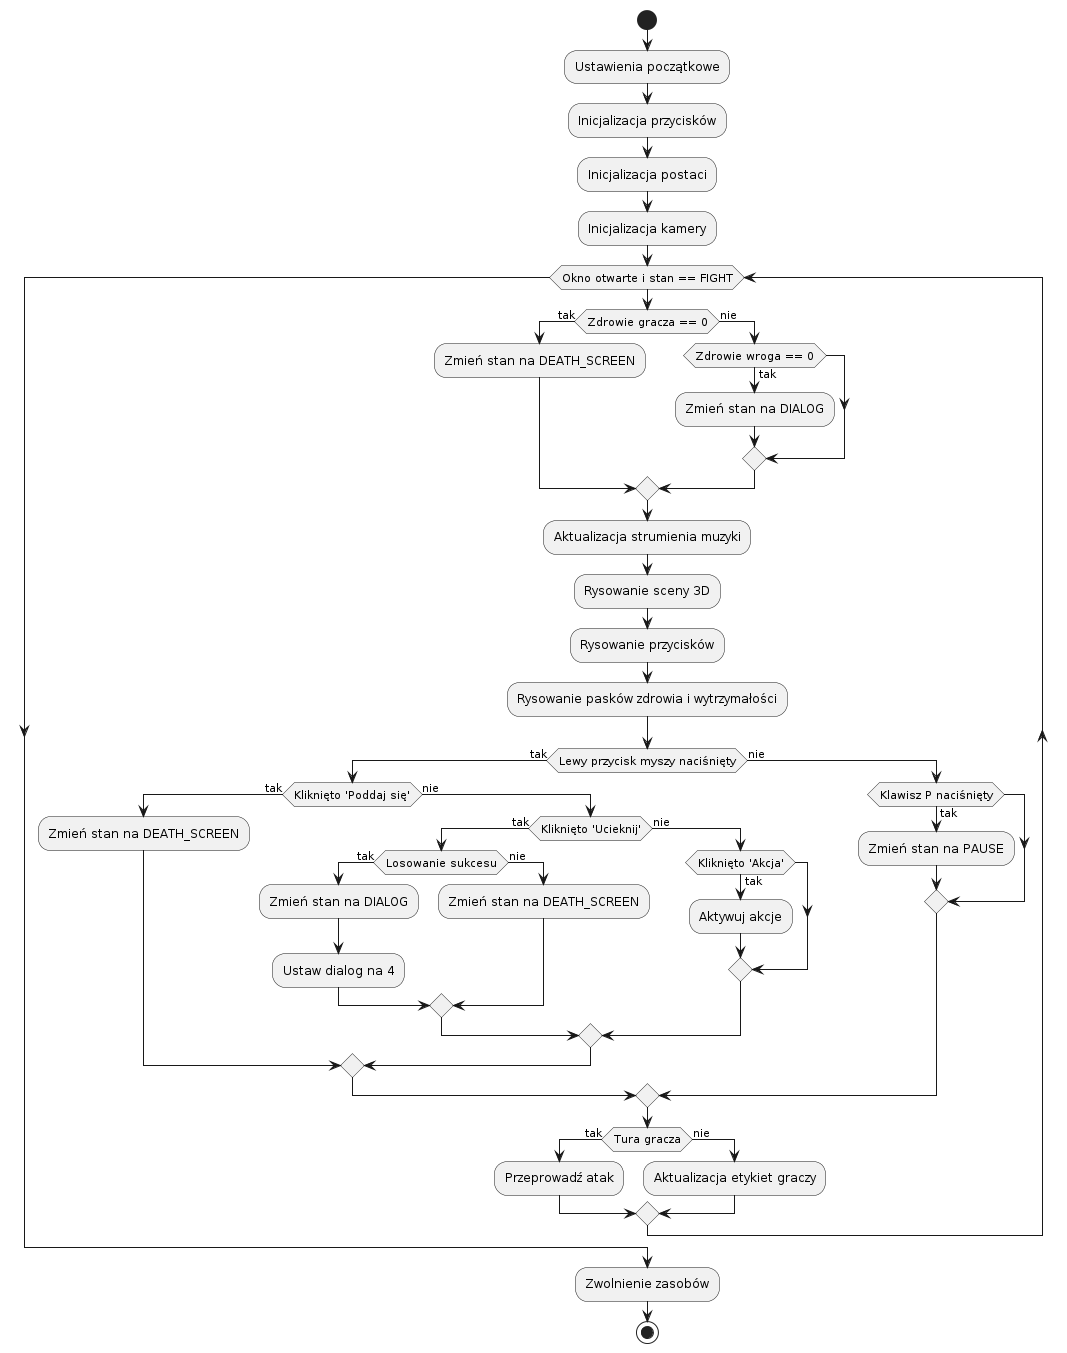 Ustawienia początkowe
Inicjalizacja przycisków
Inicjalizacja postaci
Inicjalizacja kamery
Okno otwarte i stan == FIGHT
tak
Zdrowie gracza == 0
nie
Zmień stan na DEATH_SCREEN
Zdrowie wroga == 0
tak
Zmień stan na DIALOG
Aktualizacja strumienia muzyki
Rysowanie sceny 3D
Rysowanie przycisków
Rysowanie pasków zdrowia i wytrzymałości
tak
Lewy przycisk myszy naciśnięty
nie
tak
Kliknięto 'Poddaj się'
nie
Zmień stan na DEATH_SCREEN
tak
Kliknięto 'Ucieknij'
nie
tak
Losowanie sukcesu
nie
Zmień stan na DIALOG
Ustaw dialog na 4
Zmień stan na DEATH_SCREEN
Kliknięto 'Akcja'
tak
Aktywuj akcje
Klawisz P naciśnięty
tak
Zmień stan na PAUSE
tak
Tura gracza
nie
Przeprowadź atak
Aktualizacja etykiet graczy
Zwolnienie zasobów